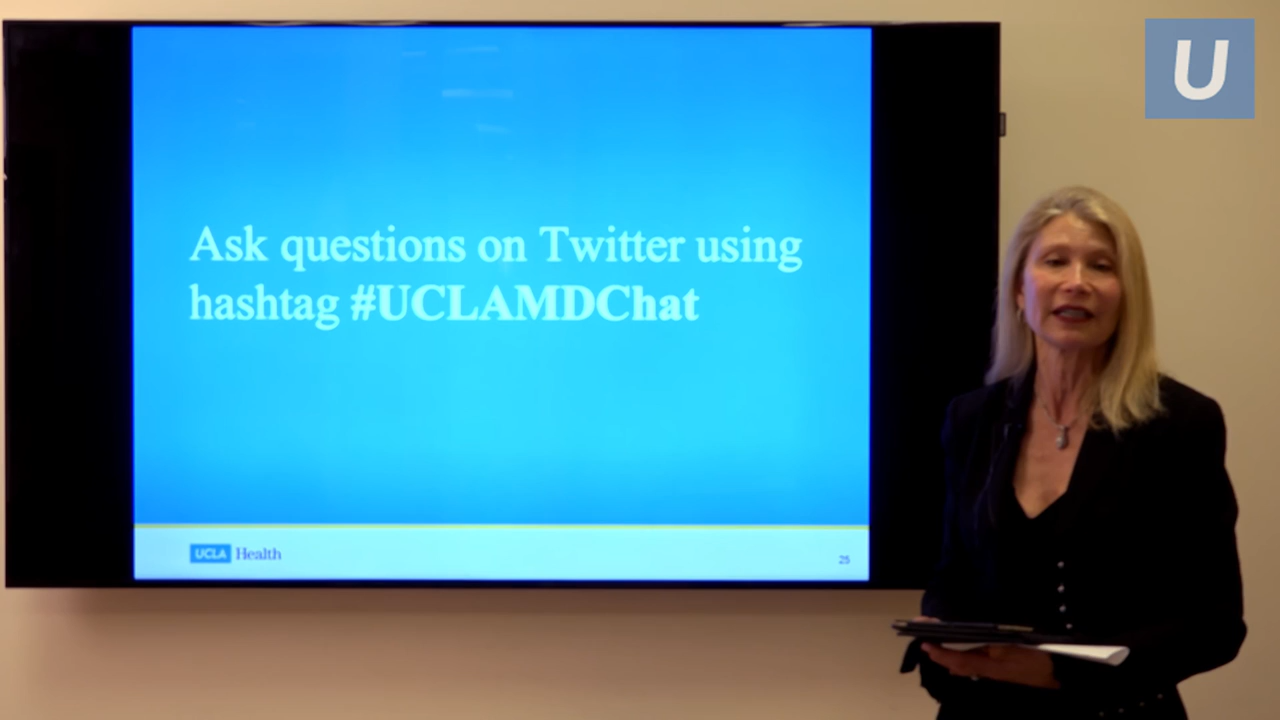 U
Ask questions on Twitter using
hashtag #UCLAMDChat
UCLA Health
25